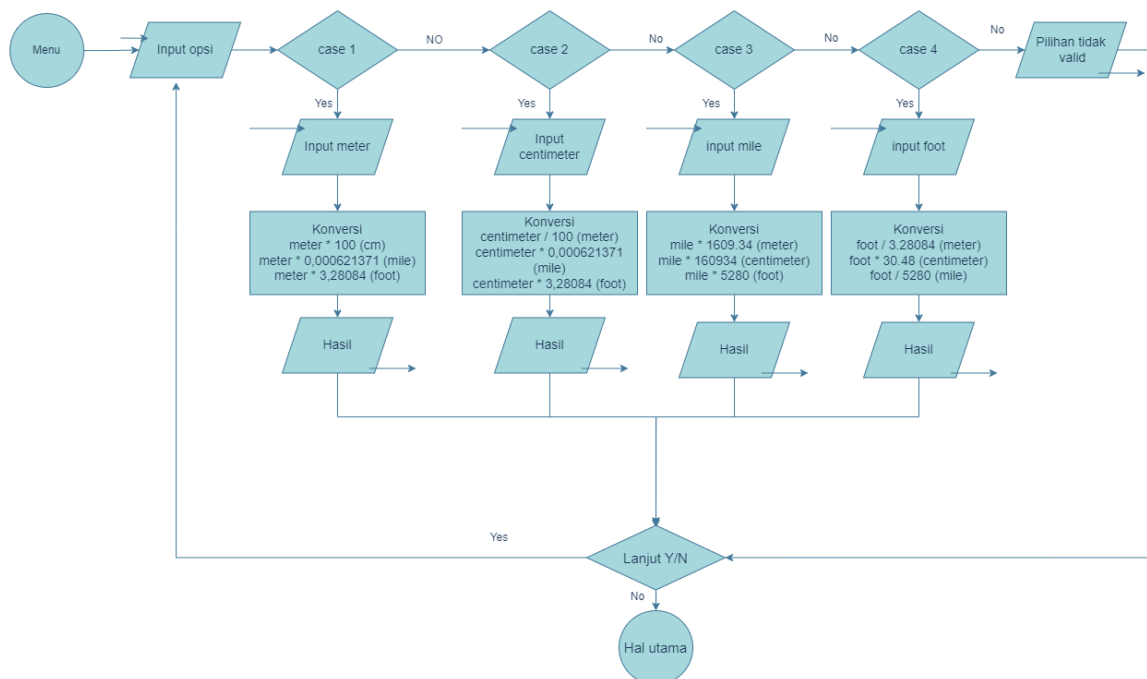 Menu
Input opsi
case 1
NO
case 2
No
case 3
No
case 4
No
Pilihan tidak
valid
Yes
Yes
Yes
Yes
Input meter
Input
centimeter
input mile
input foot
Konversi
meter * 100 (cm)
meter * 0,000621371 (mile)
meter * 3,28084 (foot)
Konversi
centimeter / 100 (meter)
centimeter * 0,000621371
(mile)
centimeter * 3,28084 (foot)
Konversi
mile * 1609.34 (meter)
mile * 160934 (centimeter)
mile * 5280 (foot)
Konversi
foot / 3.28084 (meter)
foot * 30.48 (centimeter)
foot / 5280 (mile)
Hasil
Hasil
Hasil
Hasil
Yes
Lanjut Y/N
No
Hal utama